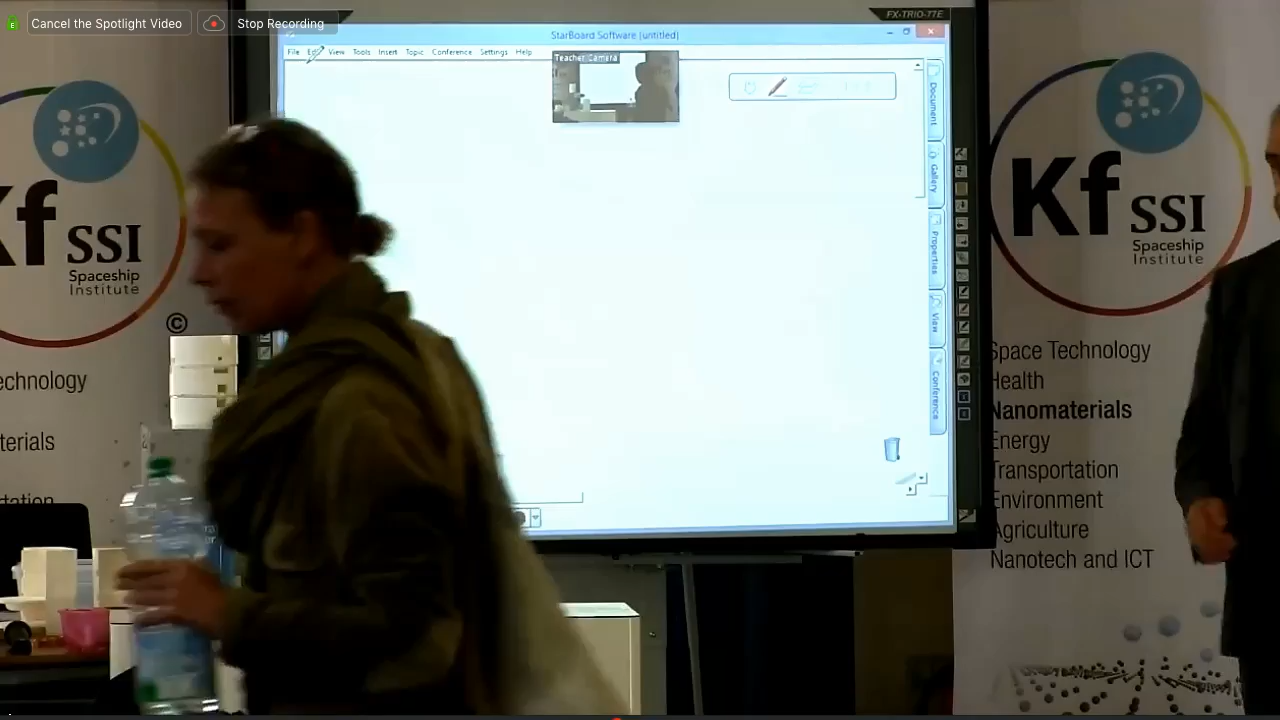 Cancel the Spotlight Video
Stop Recording
FX-TRIO-77E
StarBoard Software (untitled)
File Edit View Tools Insert Topic Conference Settings Help
Teacher Camera
Document
Gallery
Properties
View
Conference
Kf SSI
Spaceship
Institute
©
echnology
terials
Kf SSI
Spaceship
Institute
Space Technology
Health
Nanomaterials
Energy
Transportation
Environment
Agriculture
Nanotech and ICT